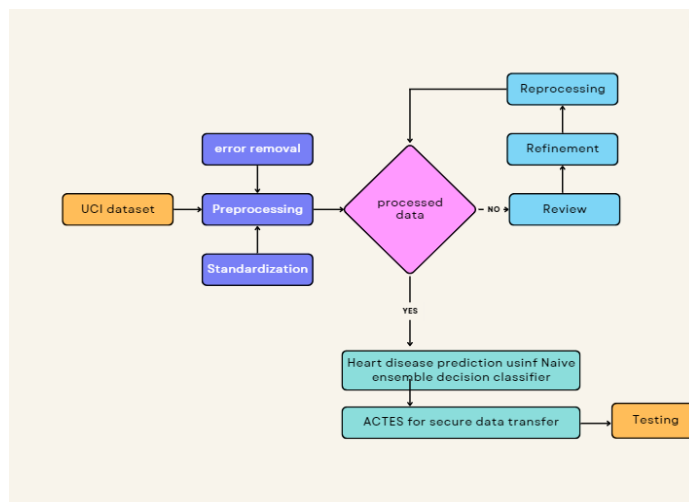 Reprocessing
error removal
Refinement
UCI dataset
Preprocessing
processed
data
NO
Review
Standardization
YES
Heart disease prediction usinf Naive
ensemble decision classifier
ACTES for secure data transfer
Testing